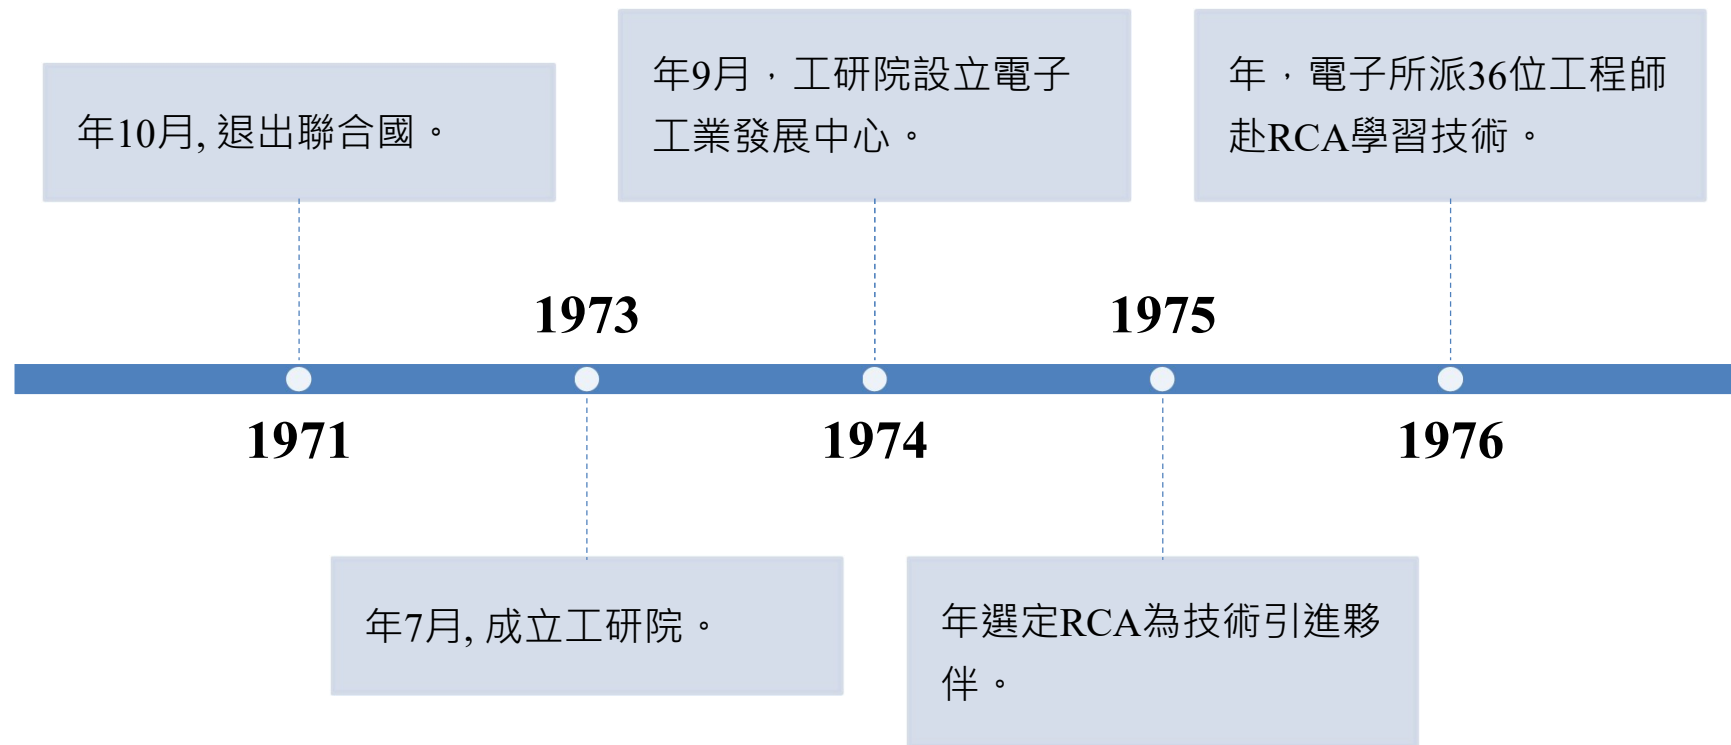 年10月, 退出聯合國。
年9月，工研院設立電子
工業發展中心。
年，電子所派36位工程師
赴RCA學習技術。
1973
1975
1971
1974
1976
年7月, 成立工研院。
年選定RCA為技術引進夥
伴。